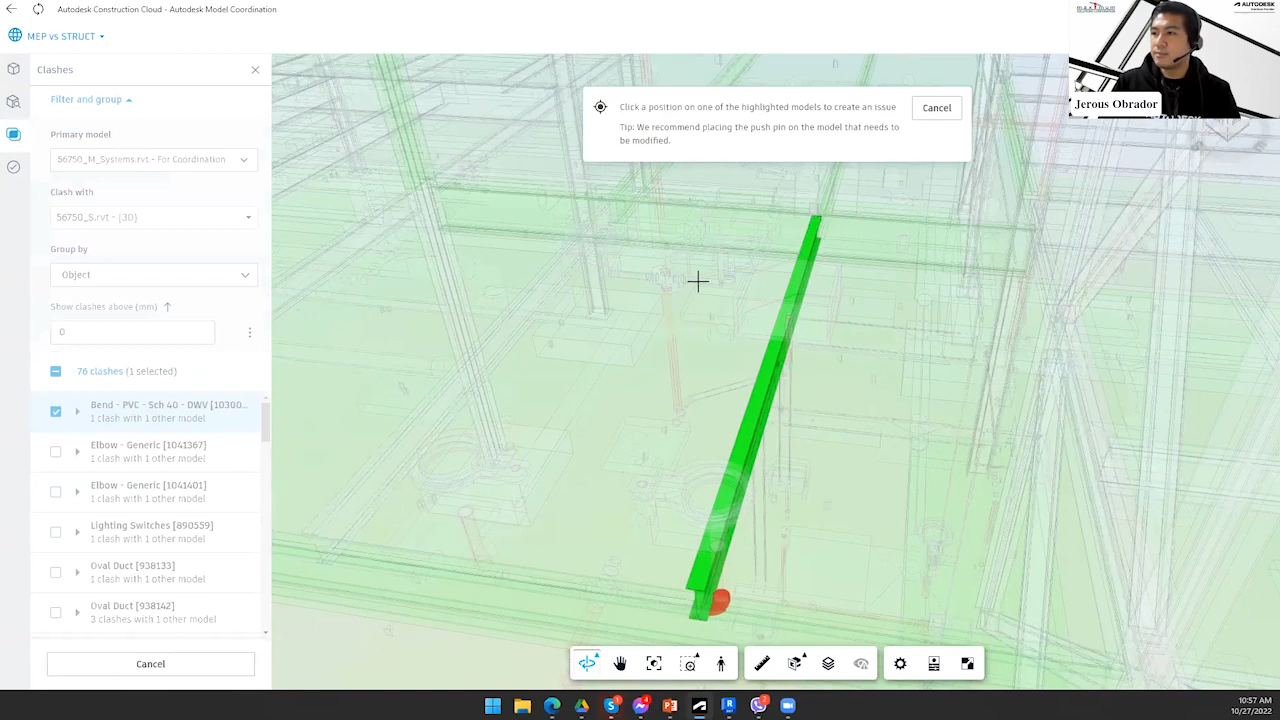 Autodesk Construction Cloud - Autodesk Model Coordination
AUTODESK
MEP vs STRUCT
Clashes
Filter and group
Primary model
56750_M_Systems.rvt - For Coordination
Clash with
56750_S.rvt - {3D}
Group by
Object
Show clashes above (mm)
0
76 clashes (1 selected)
Bend - PVC - Sch 40 - DWV [10300...
1 clash with 1 other model
Elbow - Generic [1041367]
1 clash with 1 other model
Elbow - Generic [1041401]
1 clash with 1 other model
Lighting Switches [890559]
1 clash with 1 other model
Oval Duct [938133]
1 clash with 1 other model
Oval Duct [938142]
3 clashes with 1 other model
Cancel
Click a position on one of the highlighted models to create an issue
Tip: We recommend placing the push pin on the model that needs to
be modified.
Cancel
Jerous Obrador
10:57 AM
10/27/2022